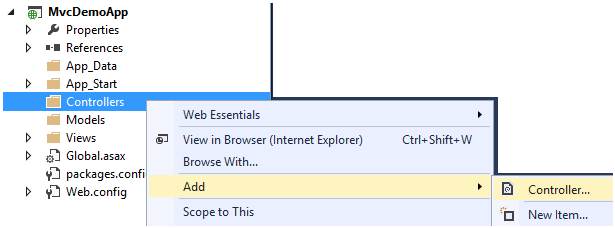 MvcDemoApp
Properties
References
App_Data
App_Start
Controllers
Models
Views
Global.asax
packages.config
Web.config
Web Essentials
View in Browser (Internet Explorer) Ctrl+Shift+W
Browse With...
Add
Scope to This
Controller...
New Item...